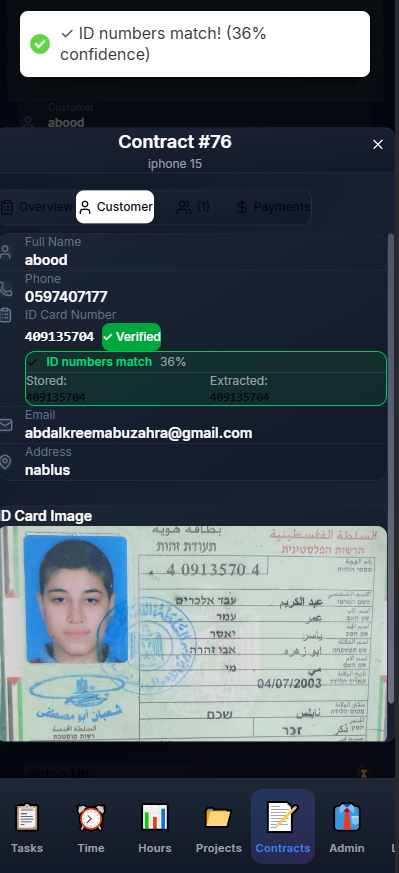 ✓ ID numbers match! (36% confidence)
Customer
abood
Contract #76
iphone 15
Overview
Customer
(1)
Payments
Full Name
abood
Phone
0597407177
ID Card Number
409135704 ✓ Verified
✓ ID numbers match 36%
Stored: Extracted:
409135704 409135704
Email
abdalkreemabuzahra@gmail.com
Address
nablus
ID Card Image
بطاقة هوية
السلطة الفلسطينية
תעודת זהות
הרשות הפלסטינית
4 0913570 4
עבד אלכרים عبد الكريم
עמר عمر
יאסר ياسر
אבו זהרה ابو زهره
מי مي
04/07/2003
שכם نابلس
זכר ذكر
شعبان أبو مصطفى
Tasks
Time
Hours
Projects
Contracts
Admin